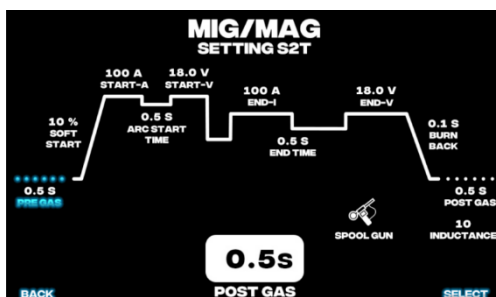 MIG/MAG
SETTING S2T
100 A
START-A
18.0 V
START-V
100 A
END-I
18.0 V
END-V
10 %
SOFT
START
0.5 S
ARC START
TIME
0.5 S
END TIME
0.1 S
BURN
BACK
0.5 S
PRE GAS
0.5 S
POST GAS
SPOOL GUN
10
INDUCTANCE
0.5s
POST GAS
BACK
SELECT